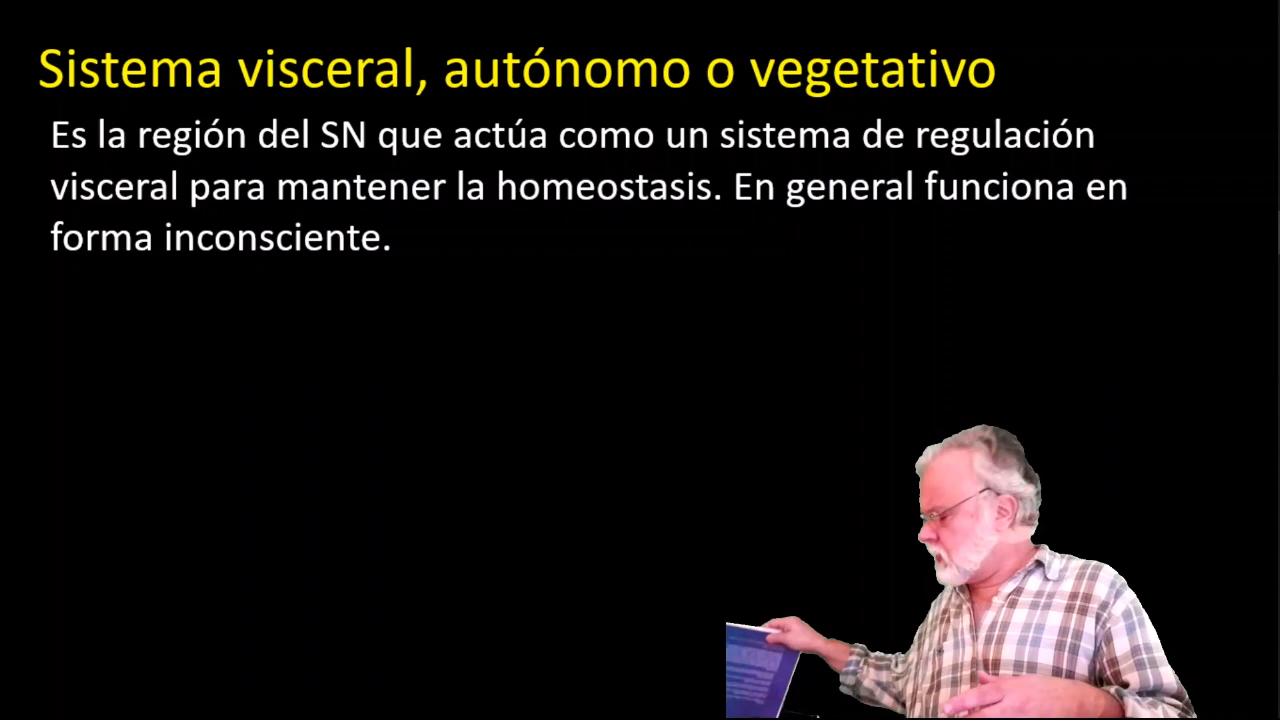 Sistema visceral, autónomo o vegetativo
Es la región del SN que actúa como un sistema de regulación
visceral para mantener la homeostasis. En general funciona en
forma inconsciente.